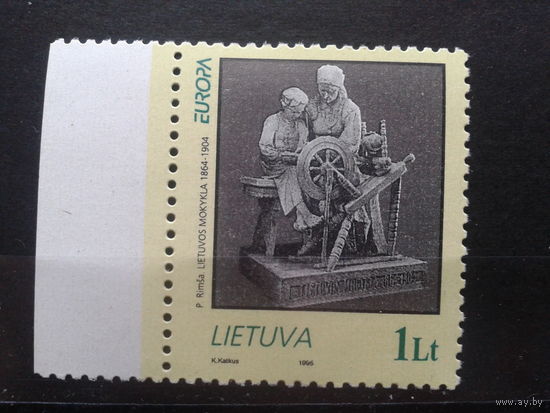 EUROPA
P. Rimša LIETUVOS MOKYKLA 1864-1904
LIETUVA
1Lt
K.Katkus
1995
www.ay.by